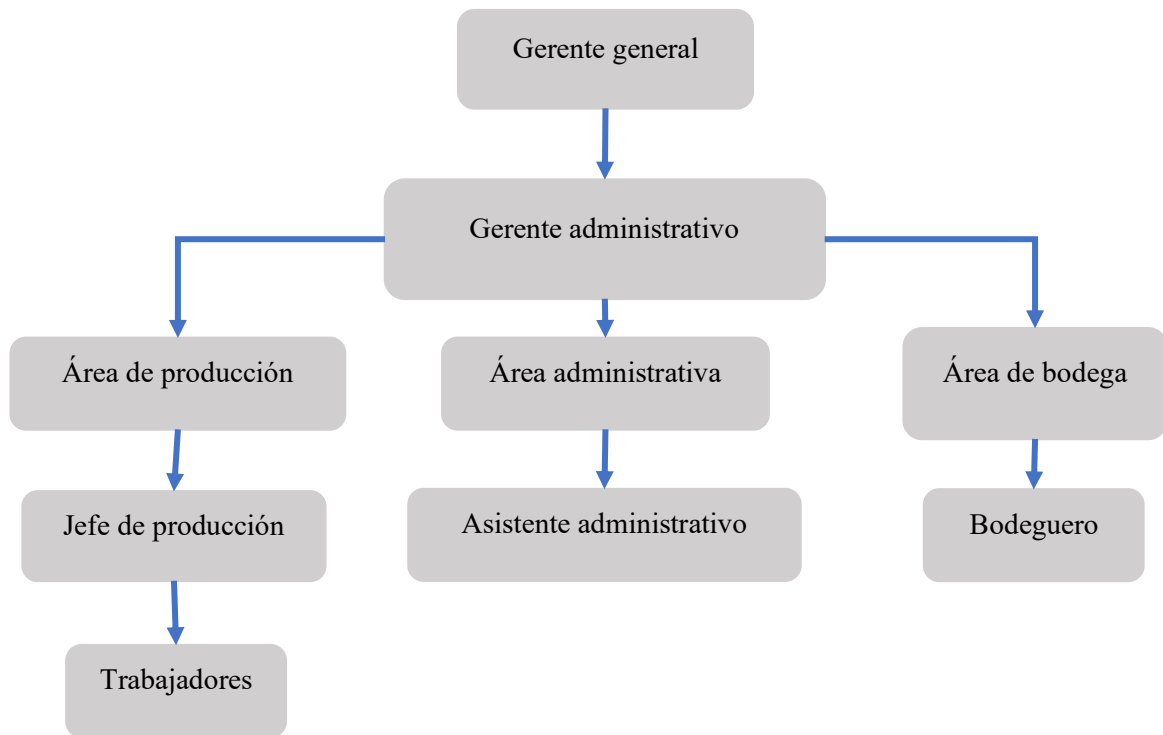 Gerente general
Gerente administrativo
Área de producción
Área administrativa
Área de bodega
Jefe de producción
Asistente administrativo
Bodeguero
Trabajadores